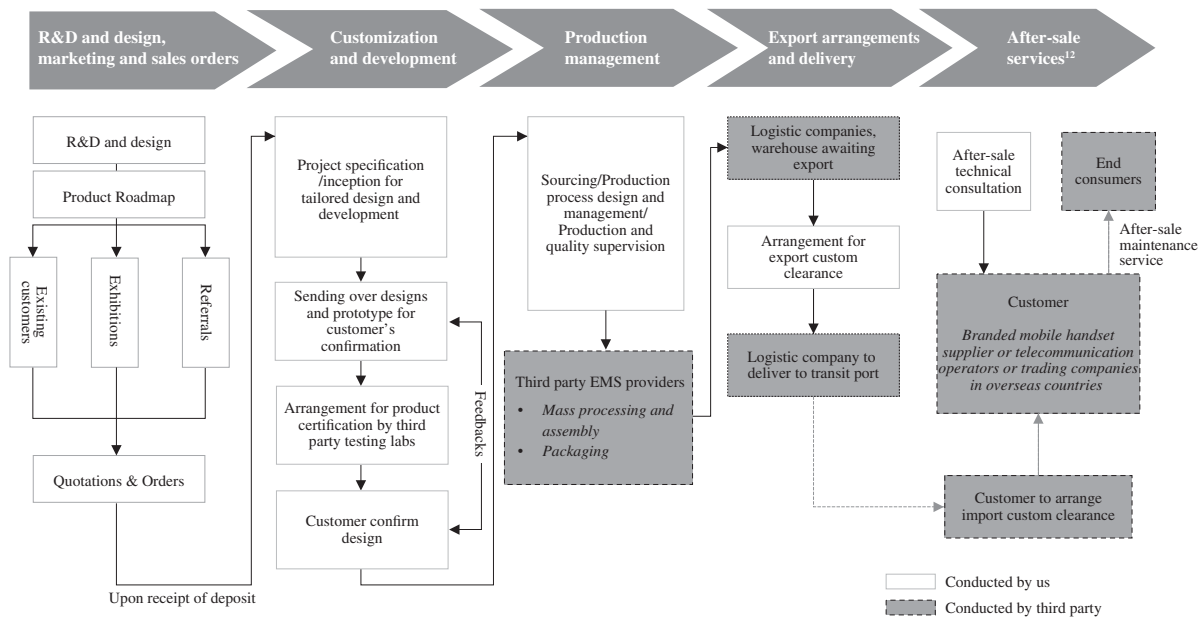 R&D and design,
marketing and sales orders
Customization
and development
Production
management
Export arrangements
and delivery
After-sale
services12
R&D and design
Product Roadmap
Existing
customers
Exhibitions
Referrals
Quotations & Orders
Upon receipt of deposit
Project specification
/inception for
tailored design and
development
Sending over designs
and prototype for
customer's
confirmation
Arrangement for product
certification by third
party testing labs
Customer confirm
design
Feedbacks
Sourcing/Production
process design and
management/
Production and
quality supervision
Third party EMS providers
• Mass processing and
assembly
• Packaging
Logistic companies,
warehouse awaiting
export
Arrangement for
export custom
clearance
Logistic company to
deliver to transit port
After-sale
technical
consultation
End
consumers
After-sale
maintenance
service
Customer
Branded mobile handset
supplier or telecommunication
operators or trading companies
in overseas countries
Customer to arrange
import custom clearance
Conducted by us
Conducted by third party